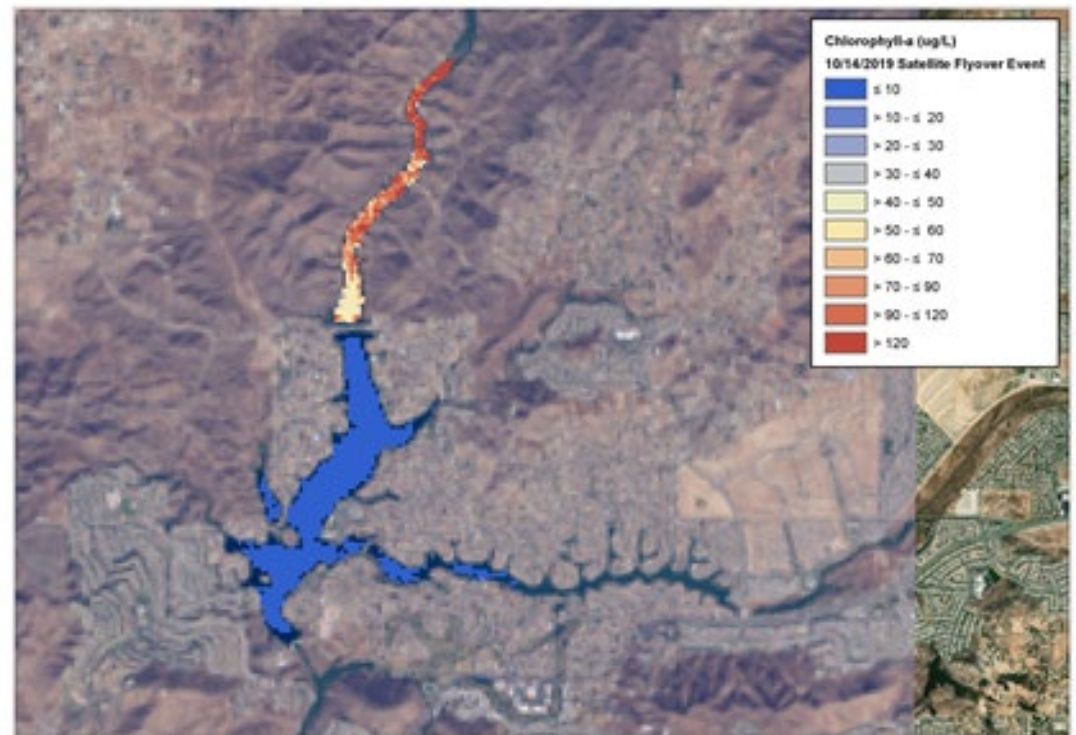 Chlorophyll-a (ug/L)
10/14/2019 Satellite Flyover Event
≤ 10
> 10 - ≤ 20
> 20 - ≤ 30
> 30 - ≤ 40
> 40 - ≤ 50
> 50 - ≤ 60
> 60 - ≤ 70
> 70 - ≤ 90
> 90 - ≤ 120
> 120